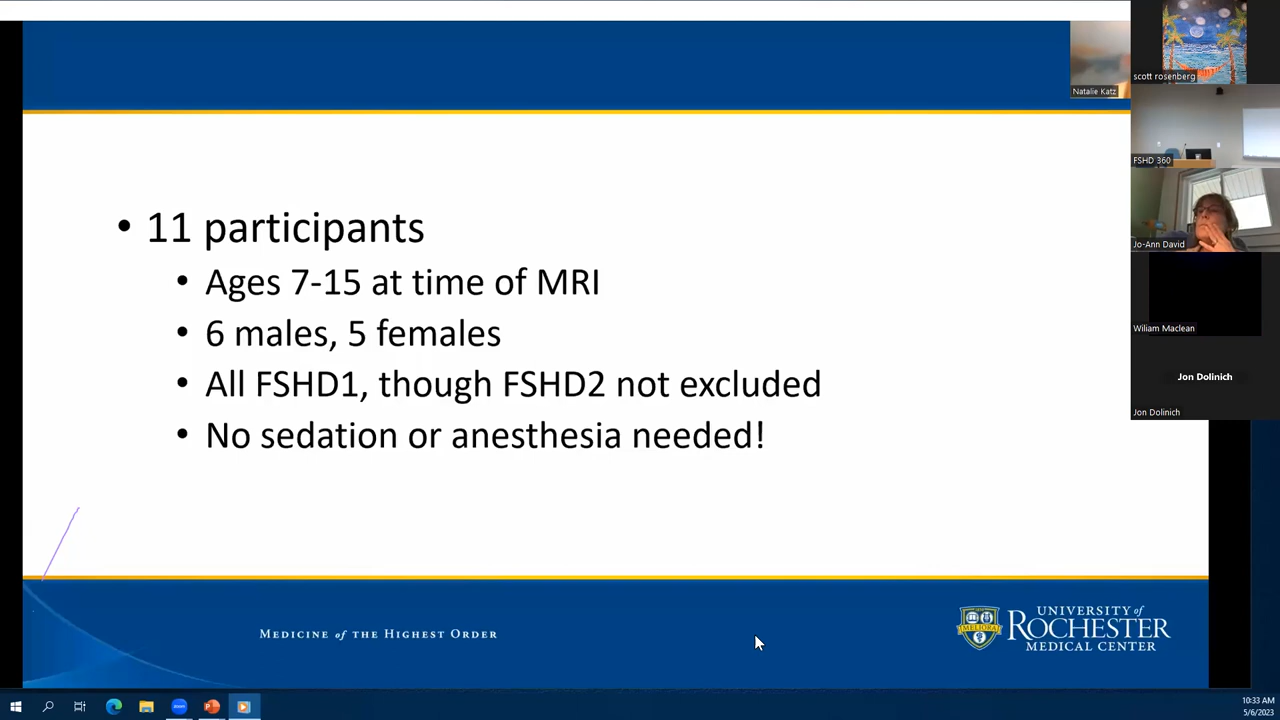 • 11 participants
• Ages 7-15 at time of MRI
• 6 males, 5 females
• All FSHD1, though FSHD2 not excluded
• No sedation or anesthesia needed!
MEDICINE of THE HIGHEST ORDER
MELIORA
UNIVERSITY of
ROCHESTER
MEDICAL CENTER
Natalie Katz
scott rosenberg
FSHD 360
Jo-Ann David
Wiliam Maclean
Jon Dolinich
Jon Dolinich
10:33 AM
5/6/2023